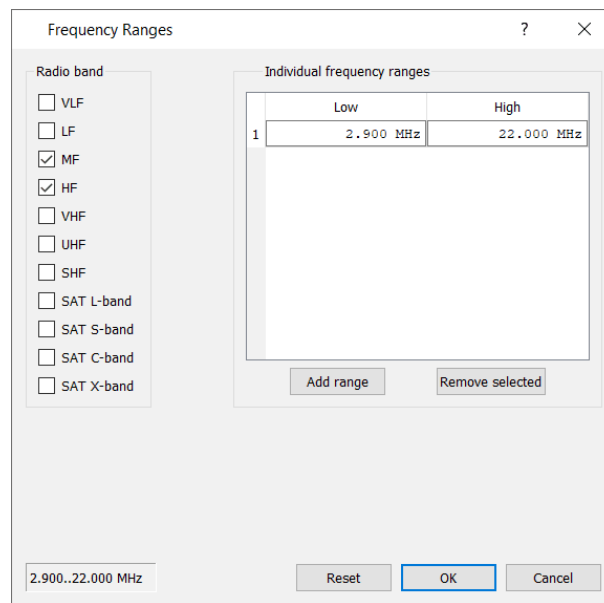 Frequency Ranges
?
Radio band
VLF
LF
MF
HF
VHF
UHF
SHF
SAT L-band
SAT S-band
SAT C-band
SAT X-band
Individual frequency ranges
Low High
1 2.900 MHz 22.000 MHz
Add range Remove selected
2.900..22.000 MHz Reset OK Cancel